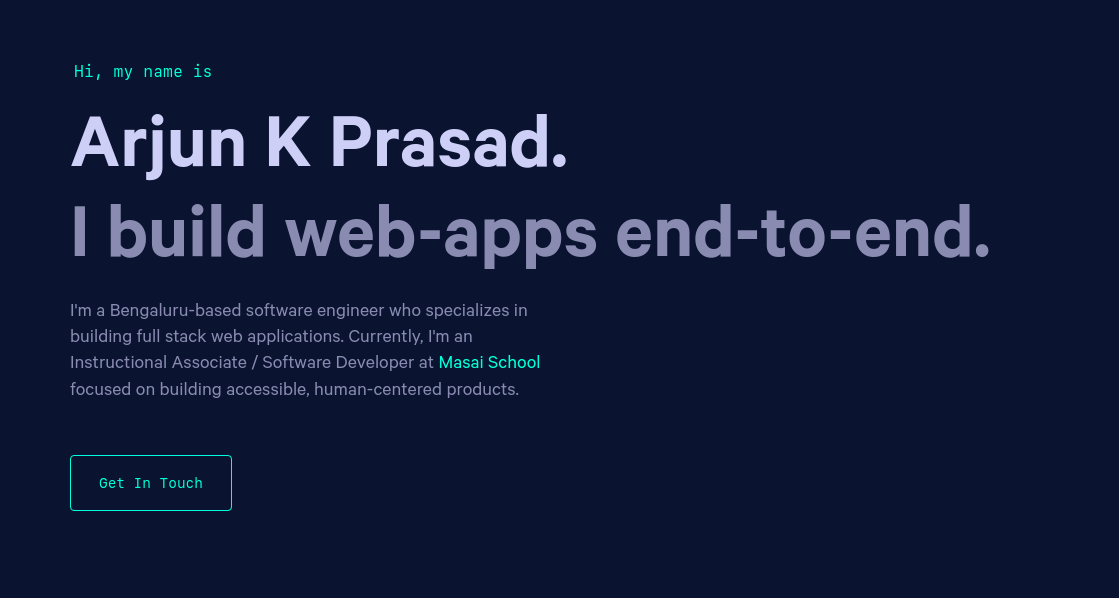 Hi, my name is
Arjun K Prasad.
I build web-apps end-to-end.
I'm a Bengaluru-based software engineer who specializes in
building full stack web applications. Currently, I'm an
Instructional Associate / Software Developer at Masai School
focused on building accessible, human-centered products.
Get In Touch